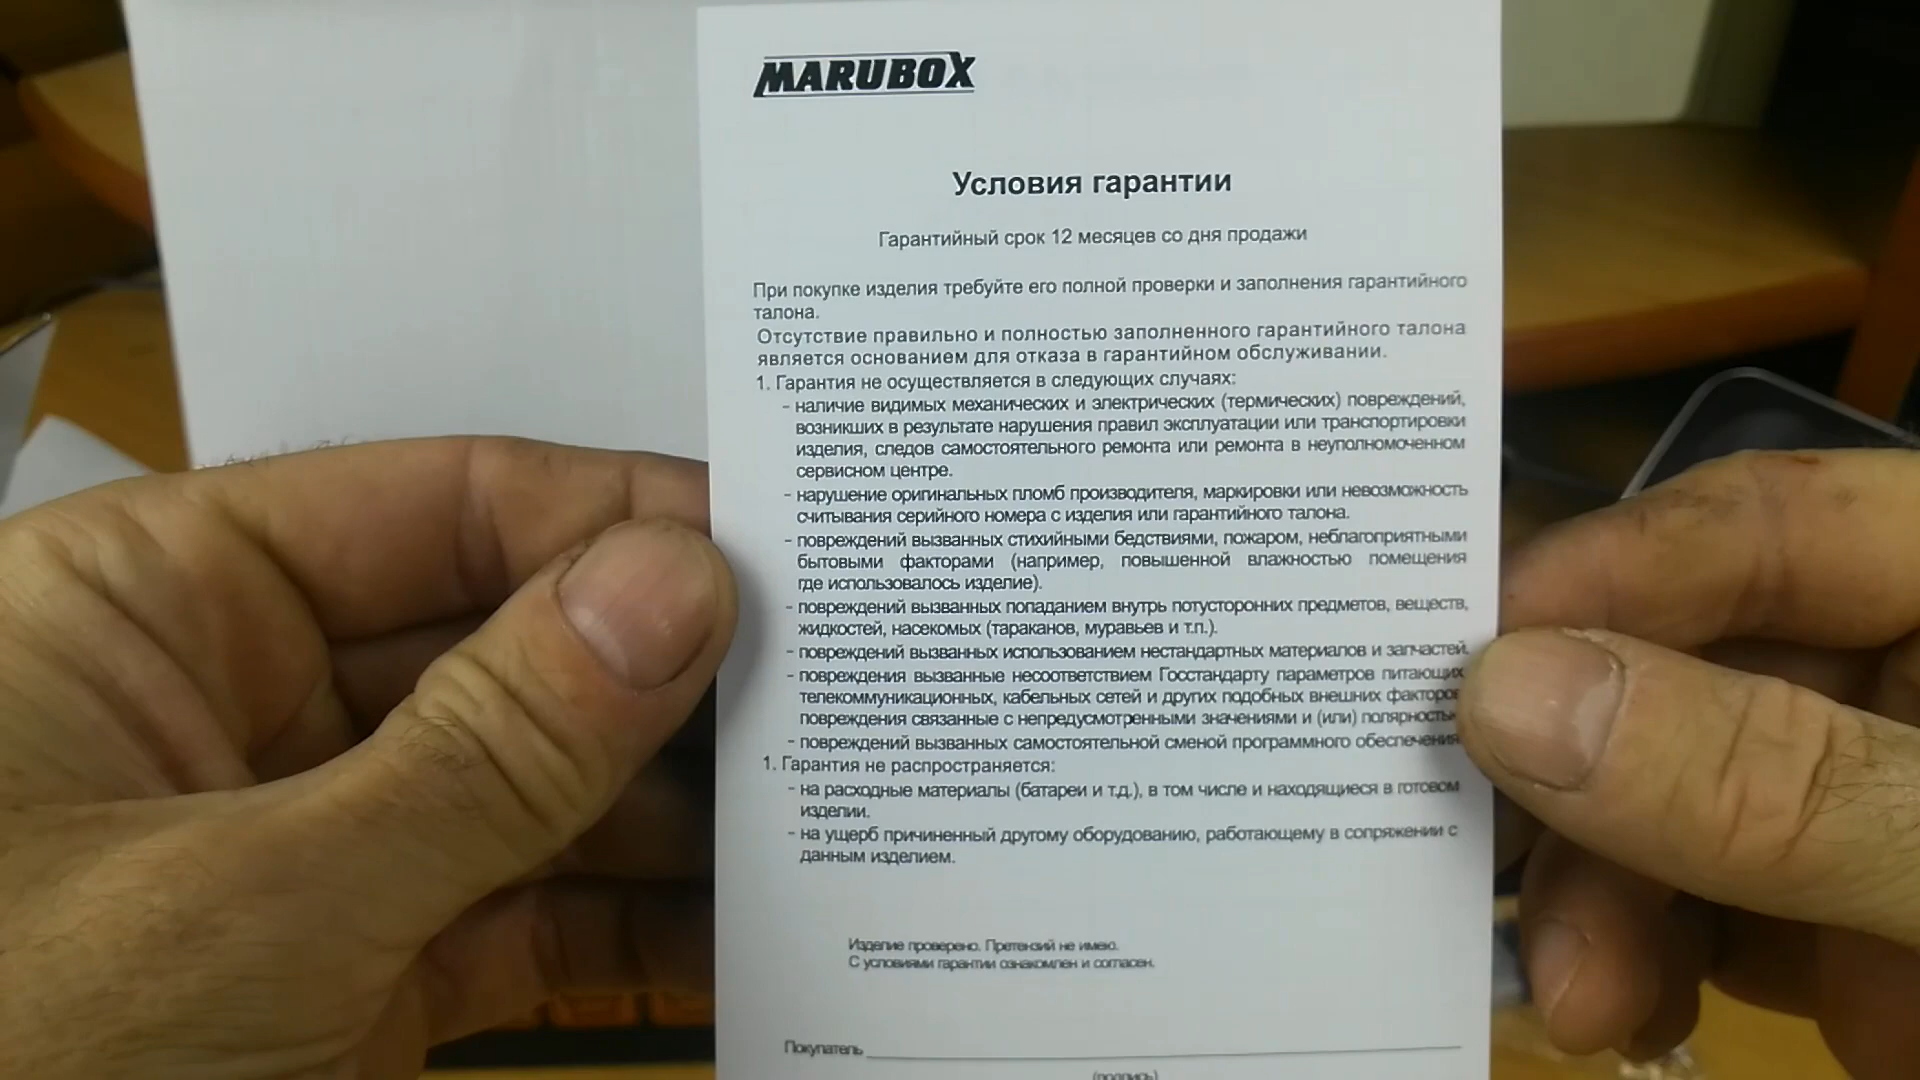 MARUBOX
Условия гарантии
Гарантийный срок 12 месяцев со дня продажи
При покупке изделия требуйте его полной проверки и заполнения гарантийного
талона.
Отсутствие правильно и полностью заполненного гарантийного талона
является основанием для отказа в гарантийном обслуживании.
1. Гарантия не осуществляется в следующих случаях:
- наличие видимых механических и электрических (термических) повреждений,
возникших в результате нарушения правил эксплуатации или транспортировки
изделия, следов самостоятельного ремонта или ремонта в неуполномоченном
сервисном центре.
- нарушение оригинальных пломб производителя, маркировки или невозможность
считывания серийного номера с изделия или гарантийного талона.
- повреждений вызванных стихийными бедствиями, пожаром, неблагоприятными
бытовыми факторами (например, повышенной влажностью помещения
где использовалось изделие).
- повреждений вызванных попаданием внутрь потусторонних предметов, веществ,
жидкостей, насекомых (тараканов, муравьев и т.п.).
- повреждений вызванных использованием нестандартных материалов и запчастей.
- повреждения вызванные несоответствием Госстандарту параметров питающих
телекоммуникационных, кабельных сетей и других подобных внешних факторов
повреждения связанные с непредусмотренными значениями и (или) полярностью
- повреждений вызванных самостоятельной сменой программного обеспечения
1. Гарантия не распространяется:
- на расходные материалы (батареи и т.д.), в том числе и находящиеся в готовом
изделии.
- на ущерб причиненный другому оборудованию, работающему в сопряжении с
данным изделием.
Изделие проверено. Претензий не имею.
С условиями гарантии ознакомлен и согласен.
Покупатель
(подпись)